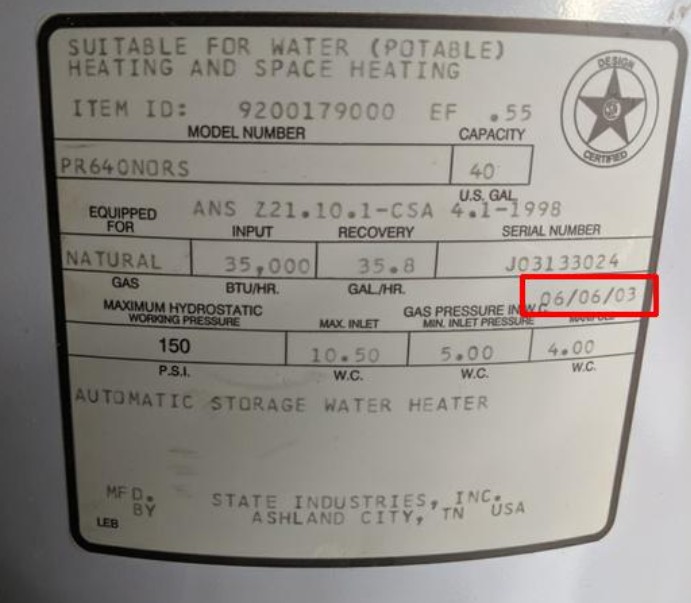 SUITABLE FOR WATER (POTABLE)
HEATING AND SPACE HEATING
DESIGN
CERTIFIED
ITEM ID: 9200179000 EF .55
MODEL NUMBER CAPACITY
PR640NORS 40
U.S. GAL.
ANS Z21.10.1-CSA 4.1-1998
EQUIPPED FOR INPUT RECOVERY SERIAL NUMBER
NATURAL 35,000 35.8 J03133024
GAS BTU/HR. GAL./HR.
06/06/03
MAXIMUM HYDROSTATIC GAS PRESSURE IN W.C.
WORKING PRESSURE MAX. INLET MIN. INLET PRESSURE
150 10.50 5.00 4.00
P.S.I. W.C. W.C. W.C.
AUTOMATIC STORAGE WATER HEATER
MFD. STATE INDUSTRIES, INC.
BY ASHLAND CITY, TN USA
LEB